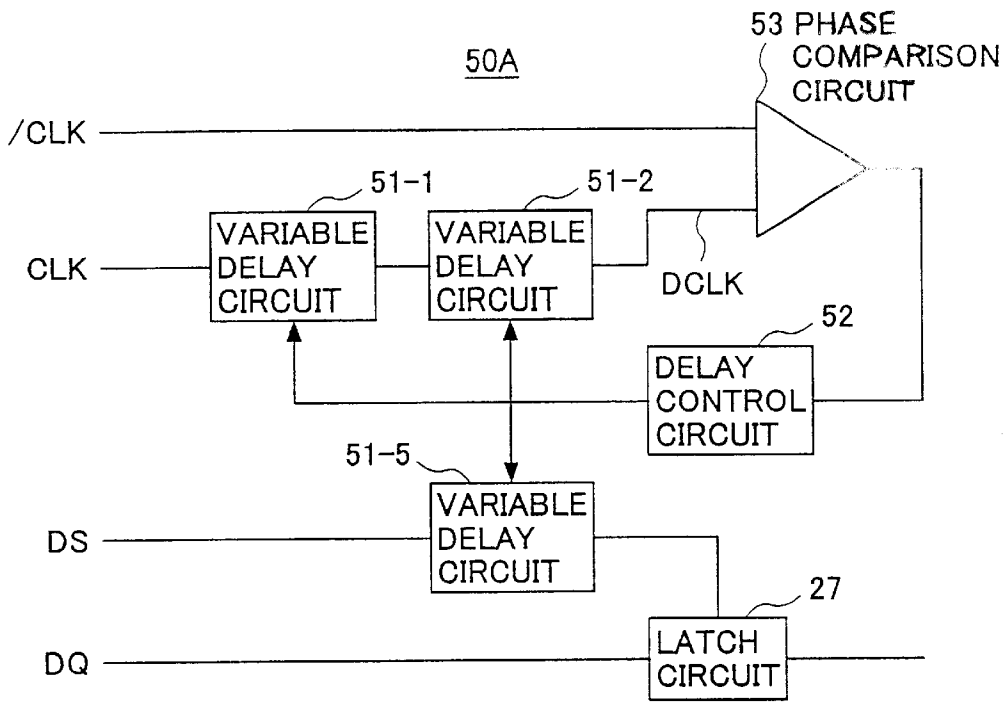 53 PHASE
COMPARISON
CIRCUIT
50A
/CLK
51-1
51-2
VARIABLE
DELAY
CIRCUIT
VARIABLE
DELAY
CIRCUIT
CLK
DCLK
52
DELAY
CONTROL
CIRCUIT
51-5
VARIABLE
DELAY
CIRCUIT
DS
27
LATCH
CIRCUIT
DQ